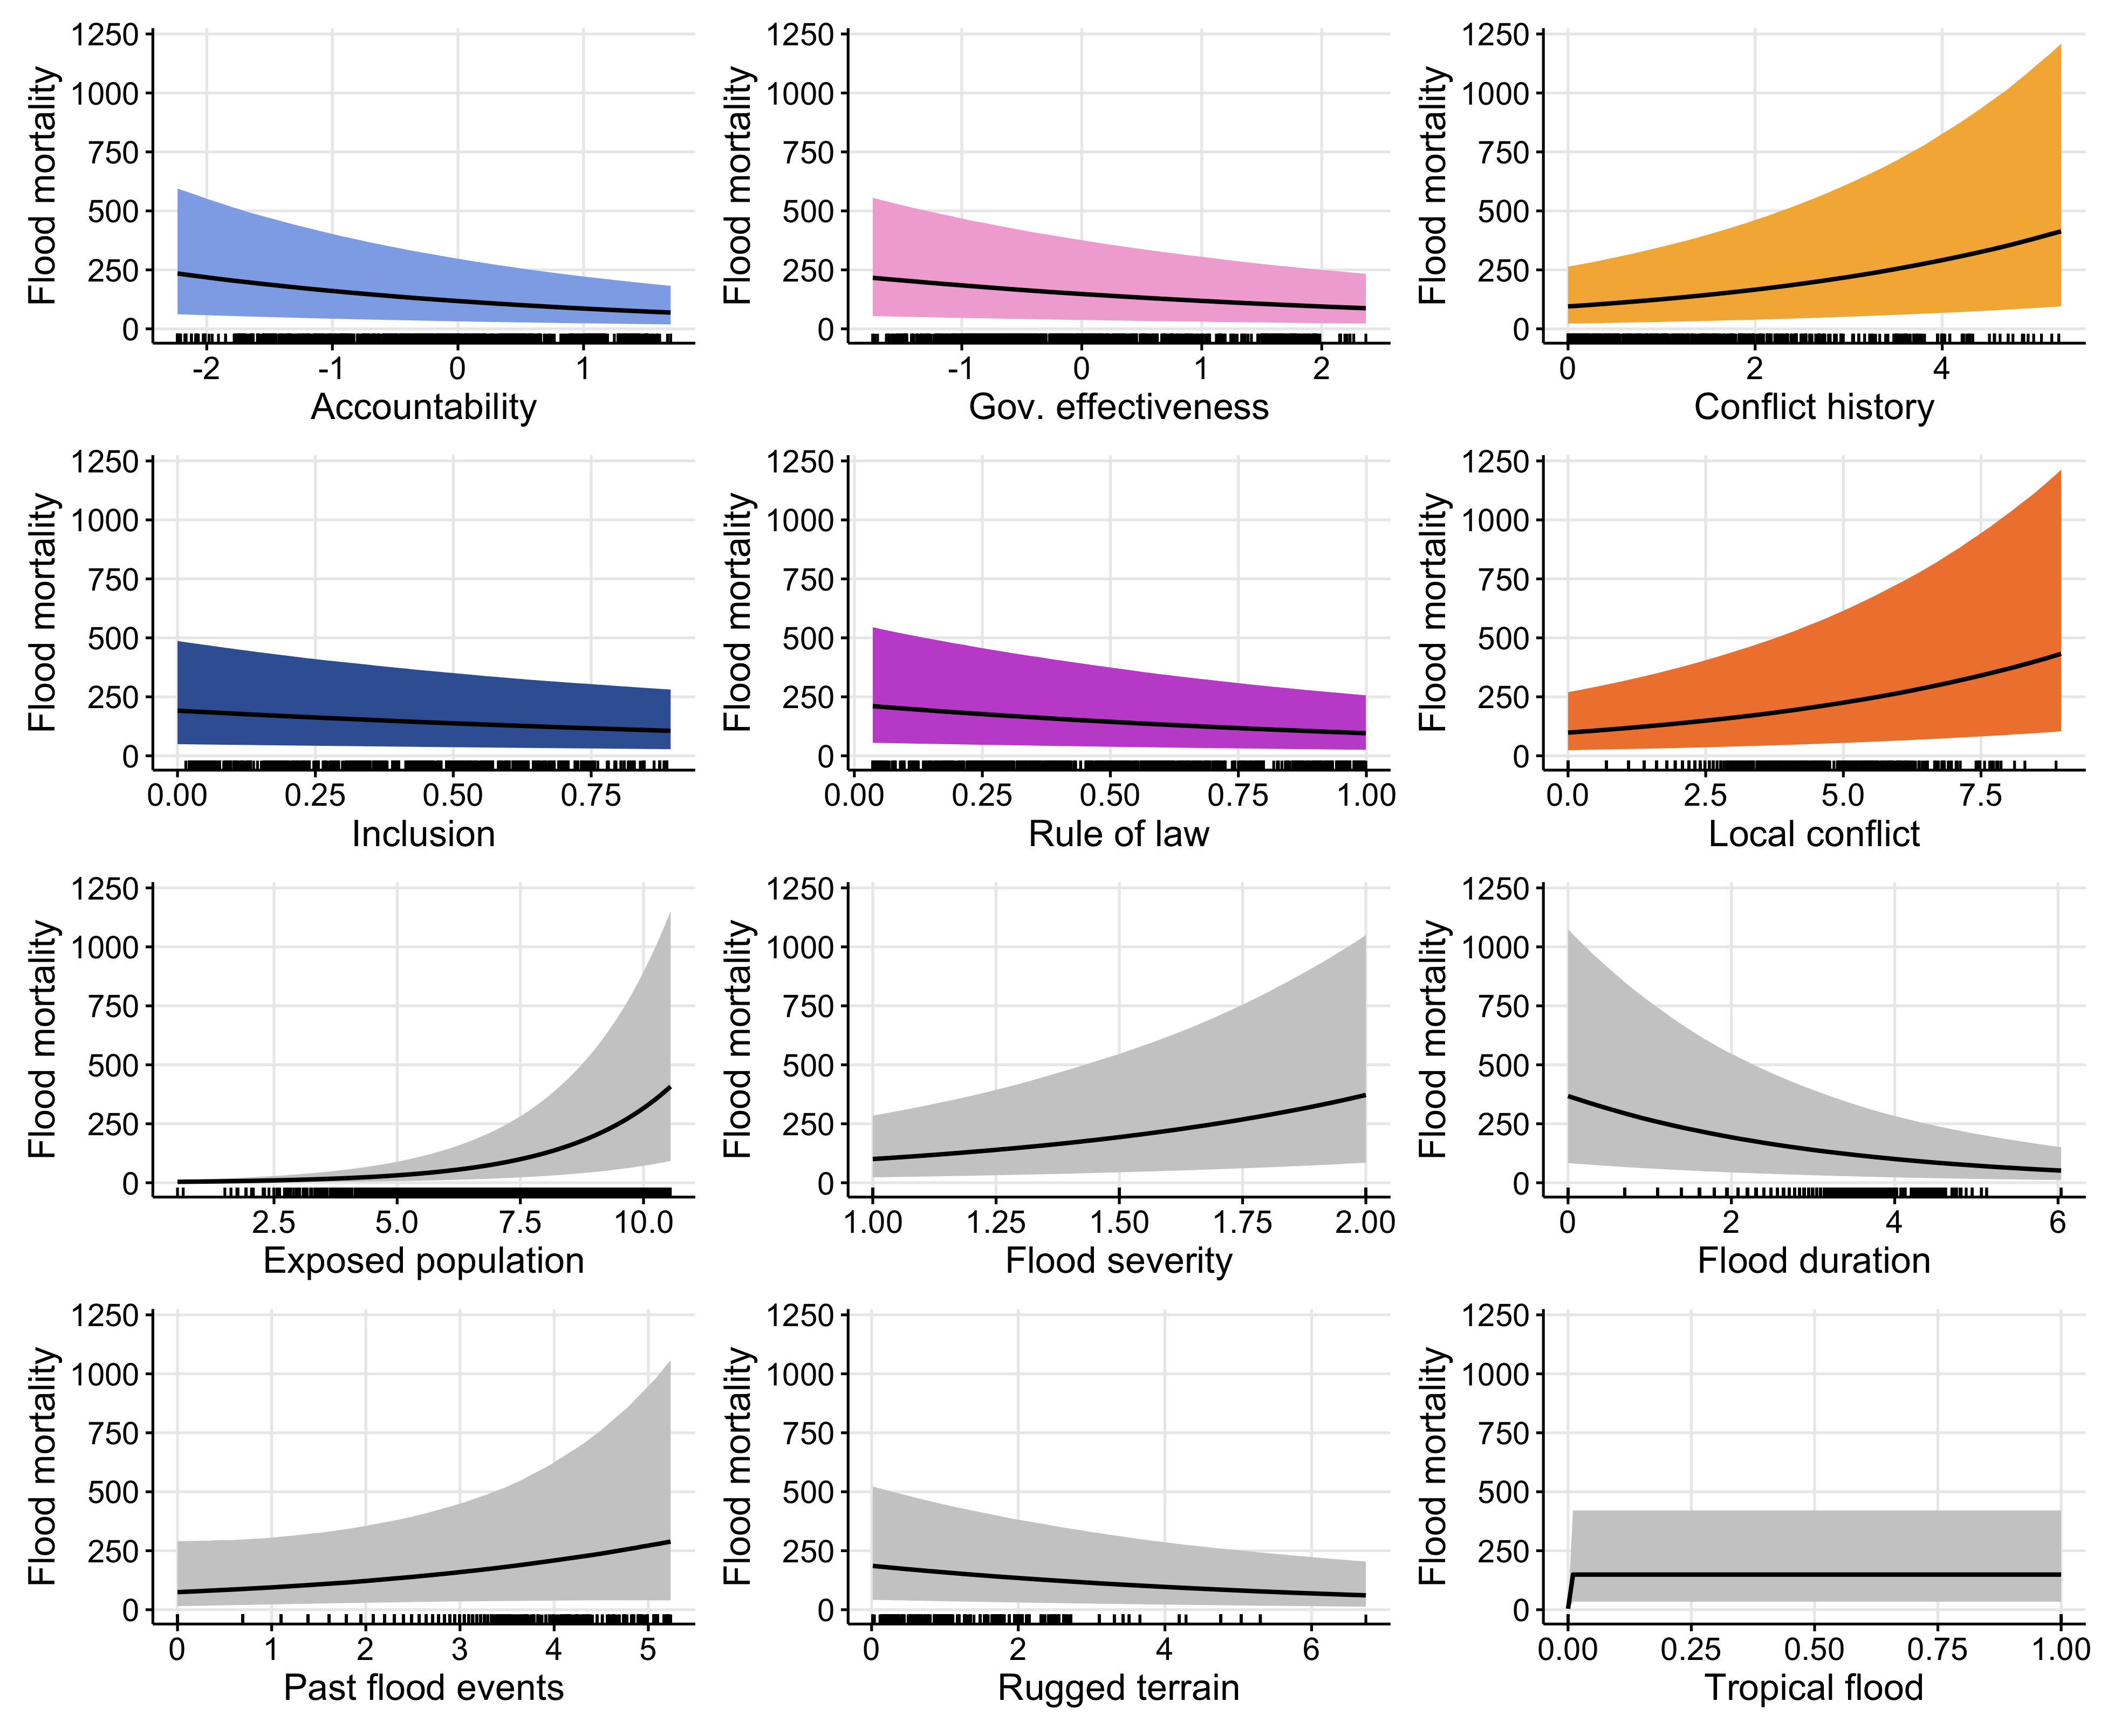 Flood mortality
1250
1000
750
500
250
0
-2 -1 0 1
Accountability
Flood mortality
1250
1000
750
500
250
0
-1 0 1 2
Gov. effectiveness
Flood mortality
1250
1000
750
500
250
0
0 2 4
Conflict history
Flood mortality
1250
1000
750
500
250
0
0.00 0.25 0.50 0.75
Inclusion
Flood mortality
1250
1000
750
500
250
0
0.00 0.25 0.50 0.75 1.00
Rule of law
Flood mortality
1250
1000
750
500
250
0
0.0 2.5 5.0 7.5
Local conflict
Flood mortality
1250
1000
750
500
250
0
2.5 5.0 7.5 10.0
Exposed population
Flood mortality
1250
1000
750
500
250
0
1.00 1.25 1.50 1.75 2.00
Flood severity
Flood mortality
1250
1000
750
500
250
0
0 2 4 6
Flood duration
Flood mortality
1250
1000
750
500
250
0
0 1 2 3 4 5
Past flood events
Flood mortality
1250
1000
750
500
250
0
0 2 4 6
Rugged terrain
Flood mortality
1250
1000
750
500
250
0
0.00 0.25 0.50 0.75 1.00
Tropical flood